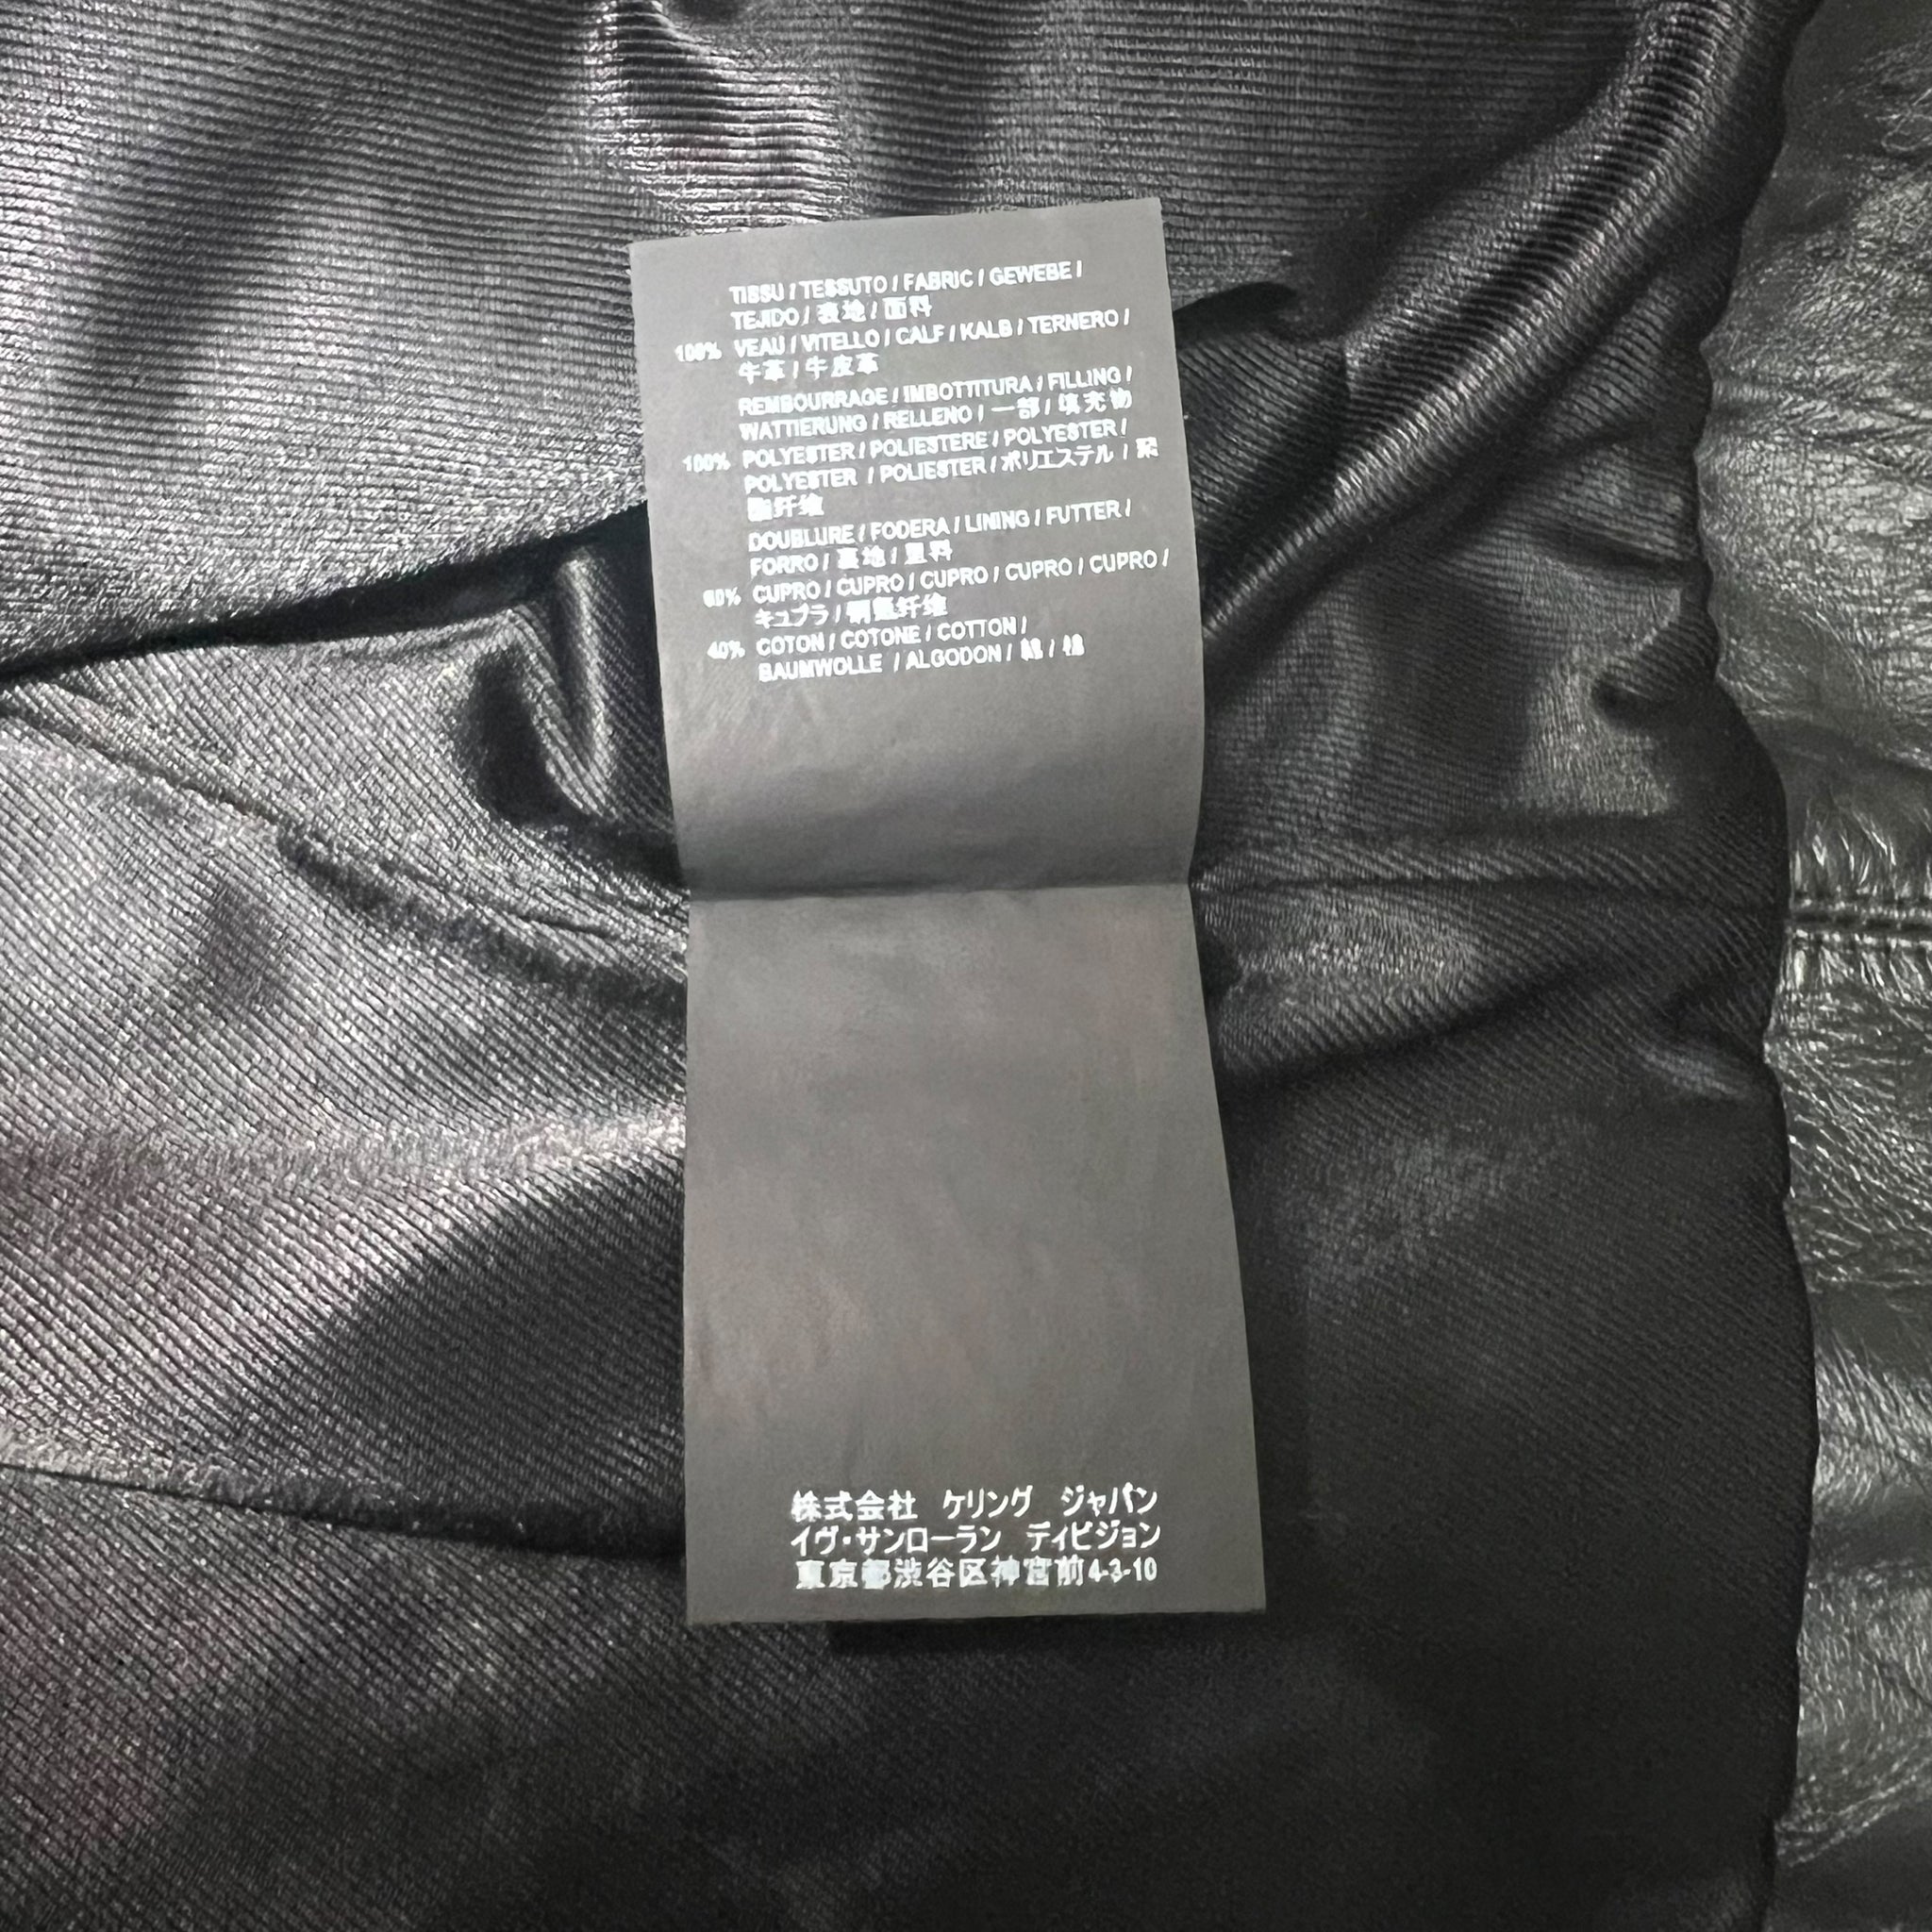 TISSU / TESSUTO / FABRIC / GEWEBE /
TEJIDO / 表地 / 面料
100% VEAU / VITELLO / CALF / KALB / TERNERO /
牛革 / 牛皮革
REMBOURRAGE / IMBOTTITURA / FILLING /
WATTIERUNG / RELLENO / 一部 / 填充物
100% POLYESTER / POLIESTERE / POLYESTER /
POLYESTER / POLIESTER / ポリエステル / 聚
酯纤维
DOUBLURE / FODERA / LINING / FUTTER /
FORRO / 裏地 / 里料
60% CUPRO / CUPRO / CUPRO / CUPRO / CUPRO /
キュプラ / 铜氨纤维
40% COTON / COTONE / COTTON /
BAUMWOLLE / ALGODON / 綿 / 棉
株式会社 ケリング ジャパン
イヴ・サンローラン ディビジョン
東京都渋谷区神宮前4-3-10